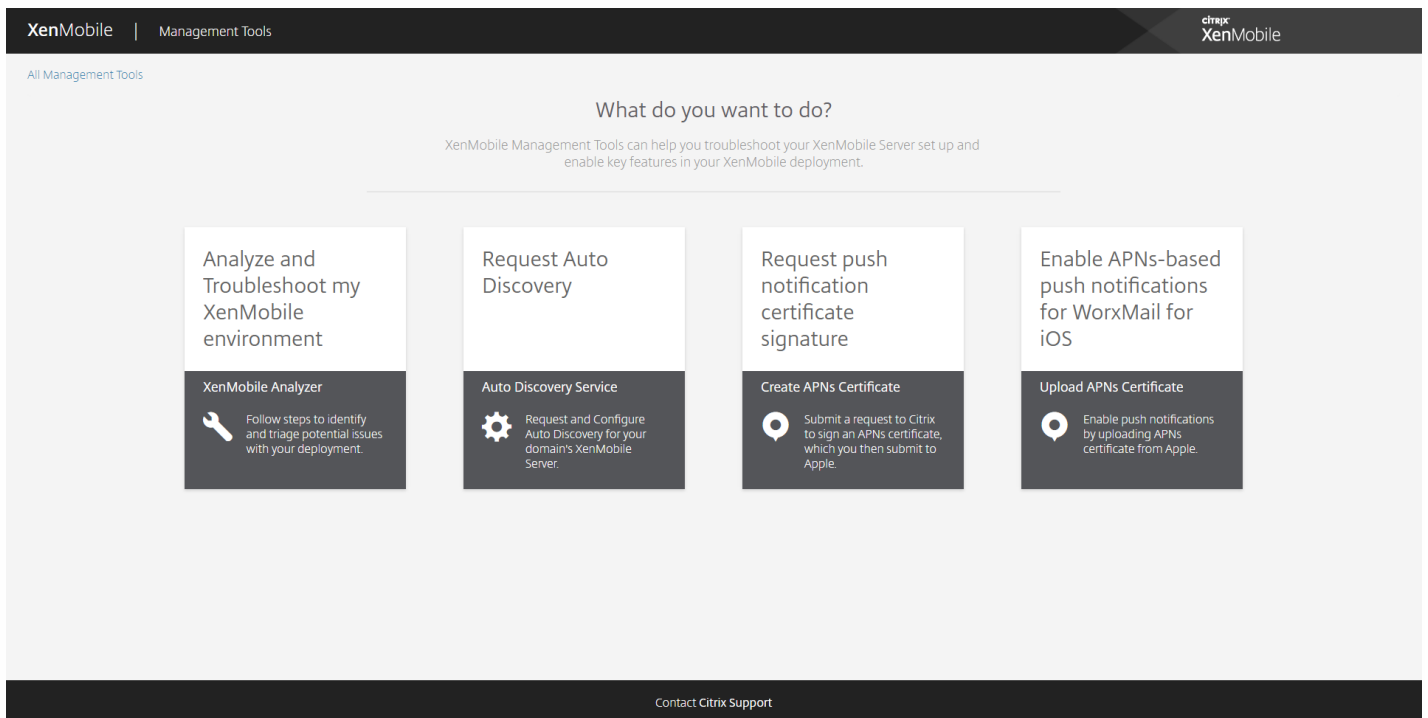 XenMobile | Management Tools
citrix
XenMobile
All Management Tools
What do you want to do?
XenMobile Management Tools can help you troubleshoot your XenMobile Server set up and
enable key features in your XenMobile deployment.
Analyze and
Troubleshoot my
XenMobile
environment
XenMobile Analyzer
Follow steps to identify
and triage potential issues
with your deployment.
Request Auto
Discovery
Auto Discovery Service
Request and Configure
Auto Discovery for your
domain's XenMobile
Server.
Request push
notification
certificate
signature
Create APNs Certificate
Submit a request to Citrix
to sign an APNs certificate,
which you then submit to
Apple.
Enable APNs-based
push notifications
for WorxMail for
iOS
Upload APNs Certificate
Enable push notifications
by uploading APNs
certificate from Apple.
Contact Citrix Support